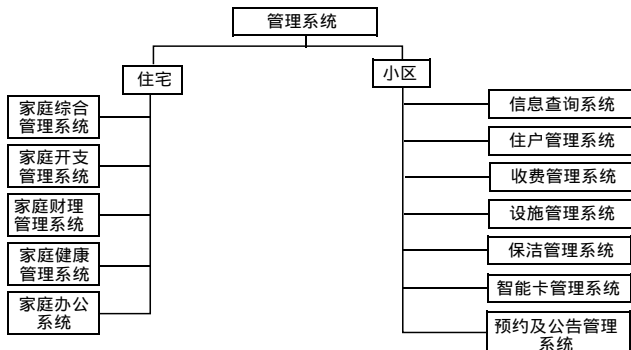 管理系统
住宅
小区
家庭综合
管理系统
家庭开支
管理系统
家庭财理
管理系统
家庭健康
管理系统
家庭办公
系统
信息查询系统
住户管理系统
收费管理系统
设施管理系统
保洁管理系统
智能卡管理系统
预约及公告管理
系统